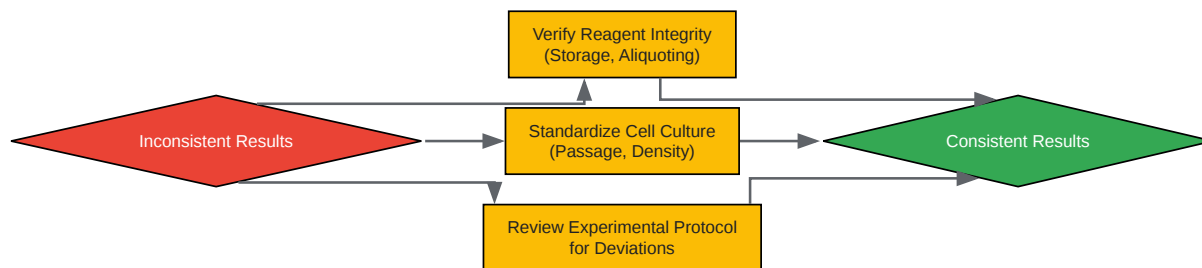 Verify Reagent Integrity
(Storage, Aliquoting)
Inconsistent Results
Standardize Cell Culture
(Passage, Density)
Consistent Results
Review Experimental Protocol
for Deviations